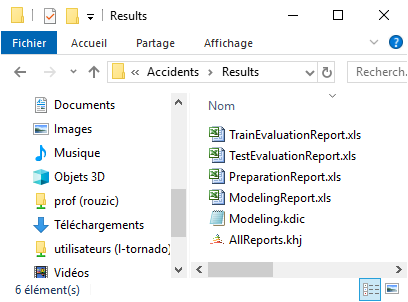 Results
Fichier Accueil Partage Affichage
Accidents Results Recherch...
Nom
Documents
Images
Musique
Objets 3D
prof (rouzic)
Téléchargements
utilisateurs (l-tornado)
Vidéos
TrainEvaluationReport.xls
TestEvaluationReport.xls
PreparationReport.xls
ModelingReport.xls
Modeling.kdic
AllReports.khj
6 élément(s)